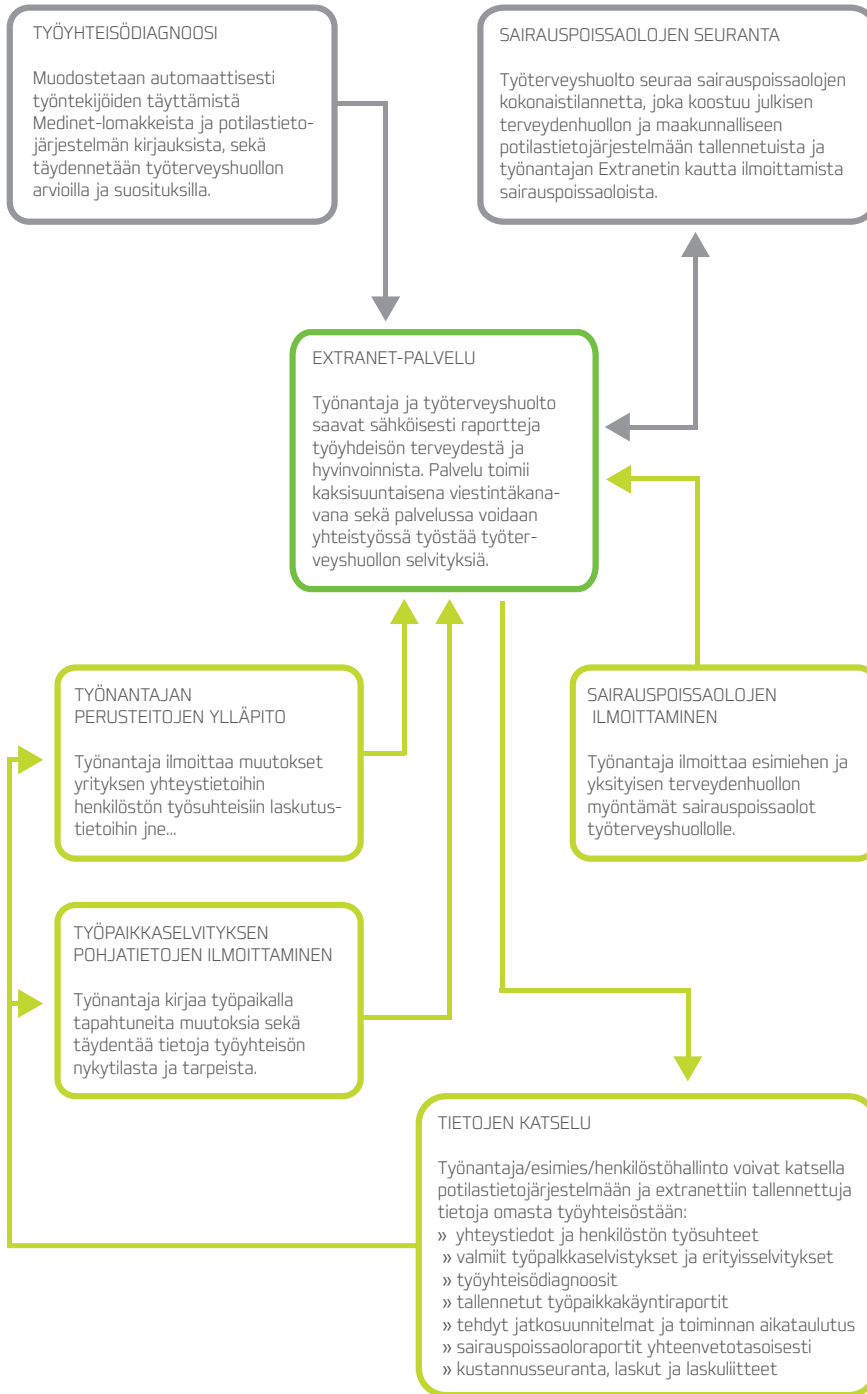 TYÖYHTEISÖDIAGNOOSI
Muodostetaan automaattisesti
työntekijöiden täyttämistä
Medinet-lomakkeista ja potilastieto-
järjestelmän kirjauksista, sekä
täydennetään työterveyshuollon
arvioilla ja suosituksilla.
SAIRAUSPOISSAOLOJEN SEURANTA
Työterveyshuolto seuraa sairauspoissaolojen
kokonaistilannetta, joka koostuu julkisen
terveydenhuollon ja maakunnalliseen
potilastietojärjestelmään tallennetuista ja
työnantajan Extranetin kautta ilmoittamista
sairauspoissaoloista.
EXTRANET-PALVELU
Työnantaja ja työterveyshuolto
saavat sähköisesti raportteja
työyhdeisön terveydestä ja
hyvinvoinnista. Palvelu toimii
kaksisuuntaisena viestintäkana-
vana sekä palvelussa voidaan
yhteistyössä työstää työter-
veyshuollon selvityksiä.
TYÖNANTAJAN
PERUSTEITOJEN YLLÄPITO
Työnantaja ilmoittaa muutokset
yrityksen yhteystietoihin
henkilöstön työsuhteisiin laskutus-
tietoihin jne...
SAIRAUSPOISSAOLOJEN
ILMOITTAMINEN
Työnantaja ilmoittaa esimiehen ja
yksityisen terveydenhuollon
myöntämät sairauspoissaolot
työterveyshuollolle.
TYÖPAIKKASELVITYKSEN
POHJATIETOJEN ILMOITTAMINEN
Työnantaja kirjaa työpaikalla
tapahtuneita muutoksia sekä
täydentää tietoja työyhteisön
nykytilasta ja tarpeista.
TIETOJEN KATSELU
Työnantaja/esimies/henkilöstöhallinto voivat katsella
potilastietojärjestelmään ja extranettiin tallennettuja
tietoja omasta työyhteisöstään:
» yhteystiedot ja henkilöstön työsuhteet
» valmiit työpalkkaselvistykset ja erityisselvitykset
» työyhteisödiagnoosit
» tallennetut työpaikkakäyntiraportit
» tehdyt jatkosuunnitelmat ja toiminnan aikataulutus
» sairauspoissaoloraportit yhteenvetotasoisesti
» kustannusseuranta, laskut ja laskuliitteet